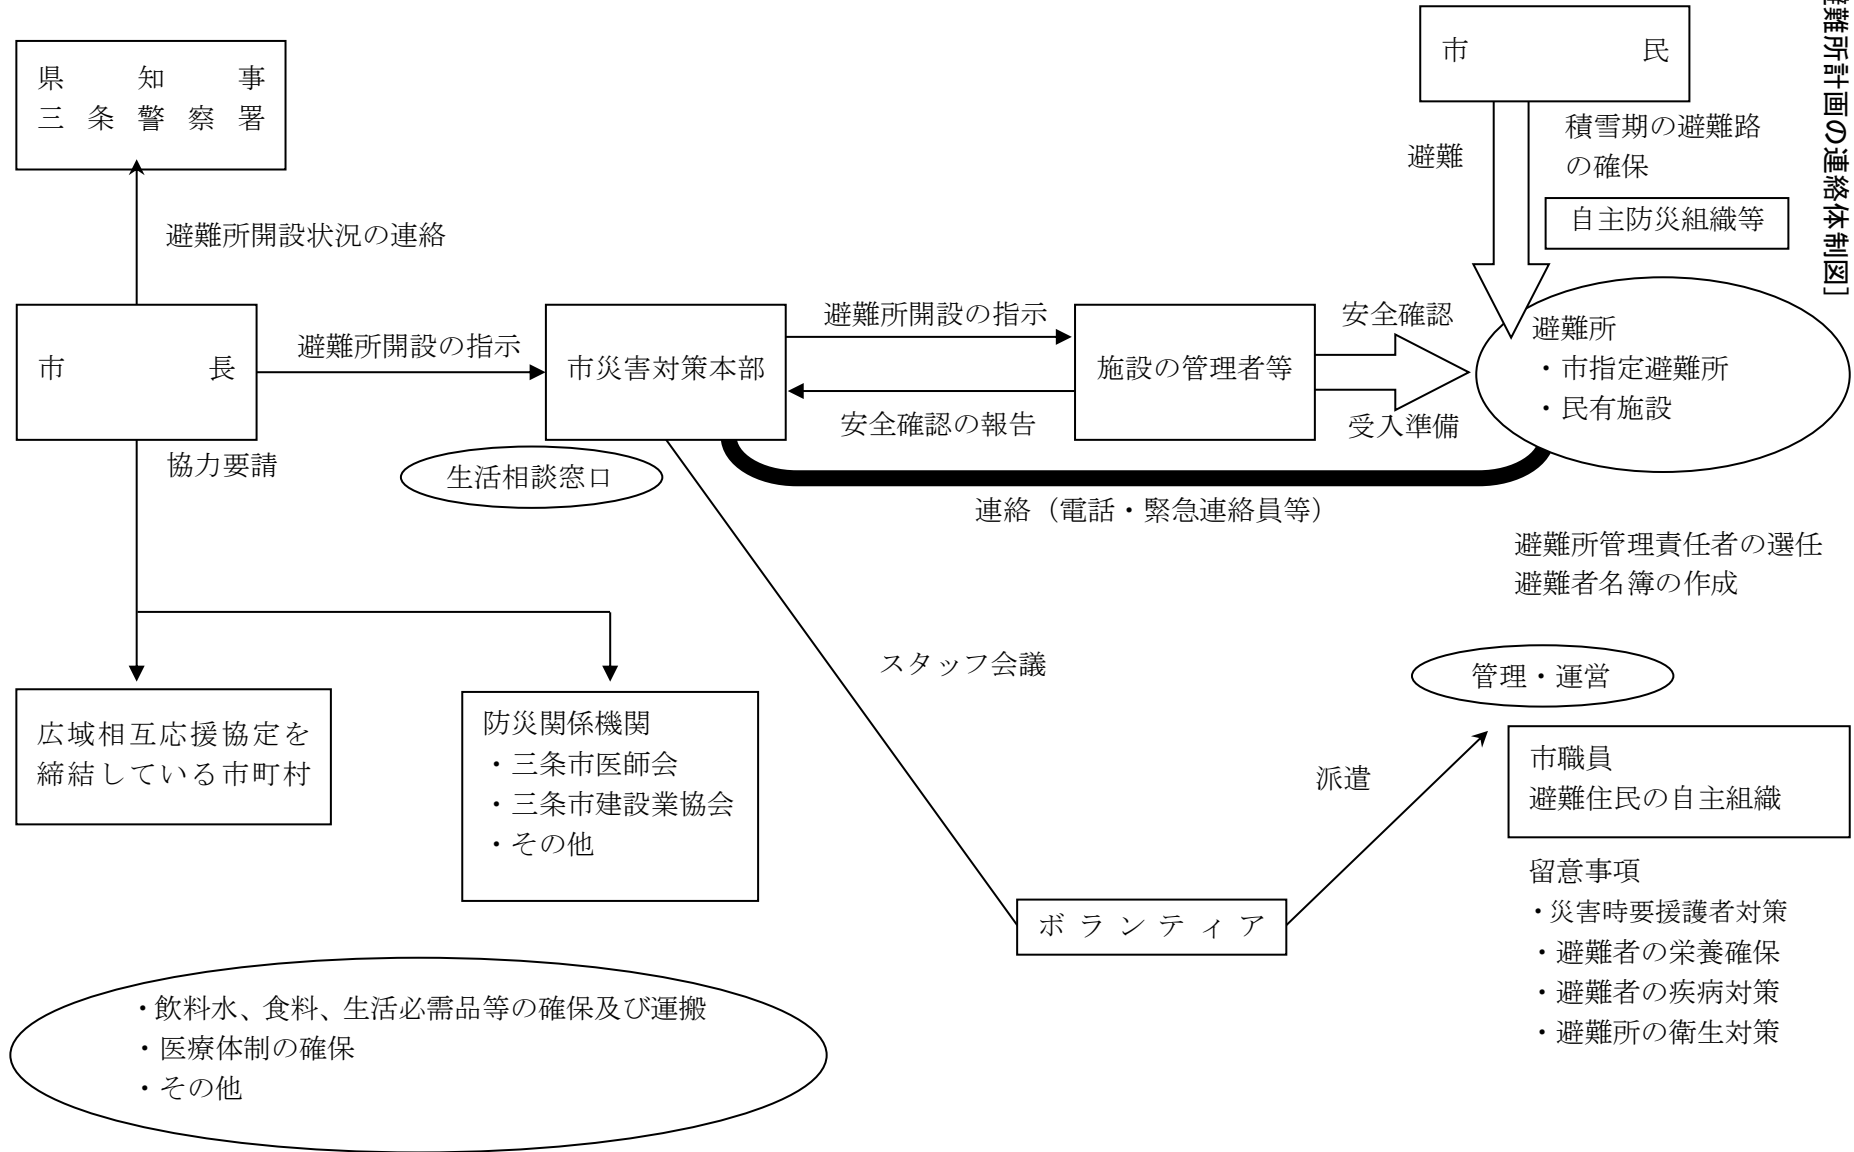 難所計画の連絡体制図]
県知事
三条警察署
市民
避難
積雪期の避難路
の確保
自主防災組織等
避難所開設状況の連絡
市長
避難所開設の指示
市災害対策本部
避難所開設の指示
安全確認の報告
施設の管理者等
安全確認
受入準備
避難所
・市指定避難所
・民有施設
協力要請
生活相談窓口
連絡（電話・緊急連絡員等）
避難所管理責任者の選任
避難者名簿の作成
スタッフ会議
管理・運営
広域相互応援協定を
締結している市町村
防災関係機関
・三条市医師会
・三条市建設業協会
・その他
派遣
市職員
避難住民の自主組織
ボランティア
留意事項
・災害時要援護者対策
・避難者の栄養確保
・避難者の疾病対策
・避難所の衛生対策
・飲料水、食料、生活必需品等の確保及び運搬
・医療体制の確保
・その他